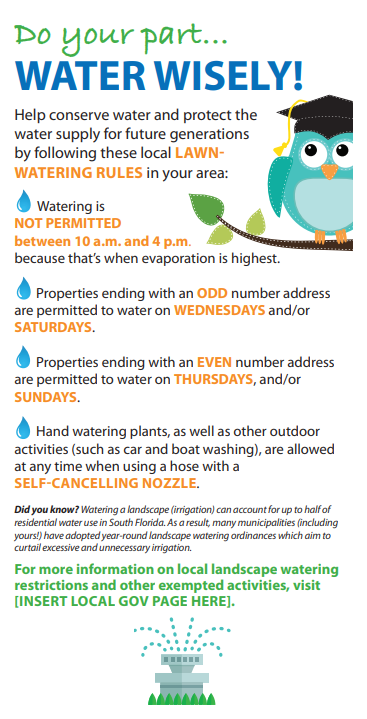 Do your part...
WATER WISELY!
Help conserve water and protect the
water supply for future generations
by following these local LAWN-
WATERING RULES in your area:
Watering is
NOT PERMITTED
between 10 a.m. and 4 p.m.
because that's when evaporation is highest.
Properties ending with an ODD number address
are permitted to water on WEDNESDAYS and/or
SATURDAYS.
Properties ending with an EVEN number address
are permitted to water on THURSDAYS, and/or
SUNDAYS.
Hand watering plants, as well as other outdoor
activities (such as car and boat washing), are allowed
at any time when using a hose with a
SELF-CANCELLING NOZZLE.
Did you know? Watering a landscape (irrigation) can account for up to half of
residential water use in South Florida. As a result, many municipalities (including
yours!) have adopted year-round landscape watering ordinances which aim to
curtail excessive and unnecessary irrigation.
For more information on local landscape watering
restrictions and other exempted activities, visit
[INSERT LOCAL GOV PAGE HERE].